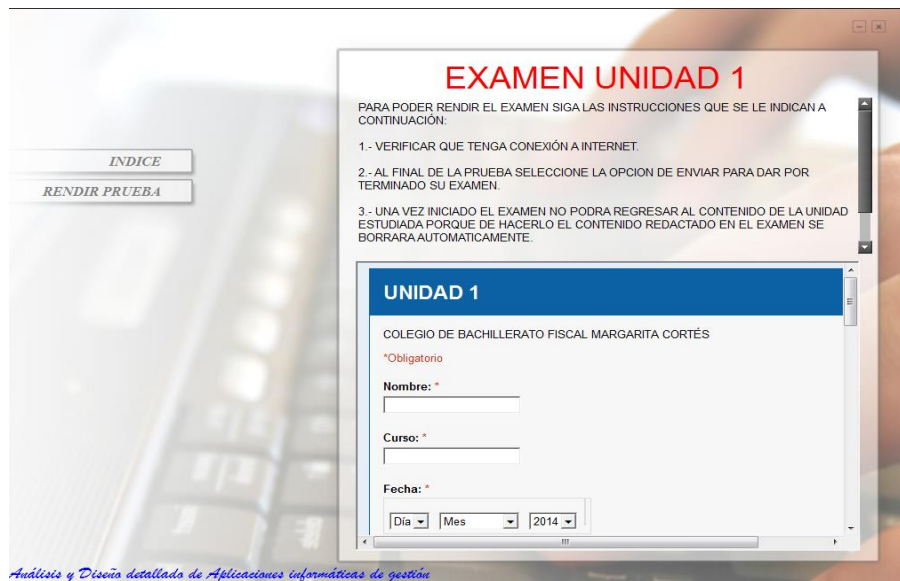 EXAMEN UNIDAD 1
PARA PODER RENDIR EL EXAMEN SIGA LAS INSTRUCCIONES QUE SE LE INDICAN A
CONTINUACIÓN:
1.- VERIFICAR QUE TENGA CONEXIÓN A INTERNET.
2.- AL FINAL DE LA PRUEBA SELECCIONE LA OPCION DE ENVIAR PARA DAR POR
TERMINADO SU EXAMEN.
3.- UNA VEZ INICIADO EL EXAMEN NO PODRA REGRESAR AL CONTENIDO DE LA UNIDAD
ESTUDIADA PORQUE DE HACERLO EL CONTENIDO REDACTADO EN EL EXAMEN SE
BORRARA AUTOMATICAMENTE.
INDICE
RENDIR PRUEBA
UNIDAD 1
COLEGIO DE BACHILLERATO FISCAL MARGARITA CORTÉS
*Obligatorio
Nombre: *
Curso: *
Fecha: *
Día Mes 2014
Análisis y Diseño detallado de Aplicaciones informáticas de gestión